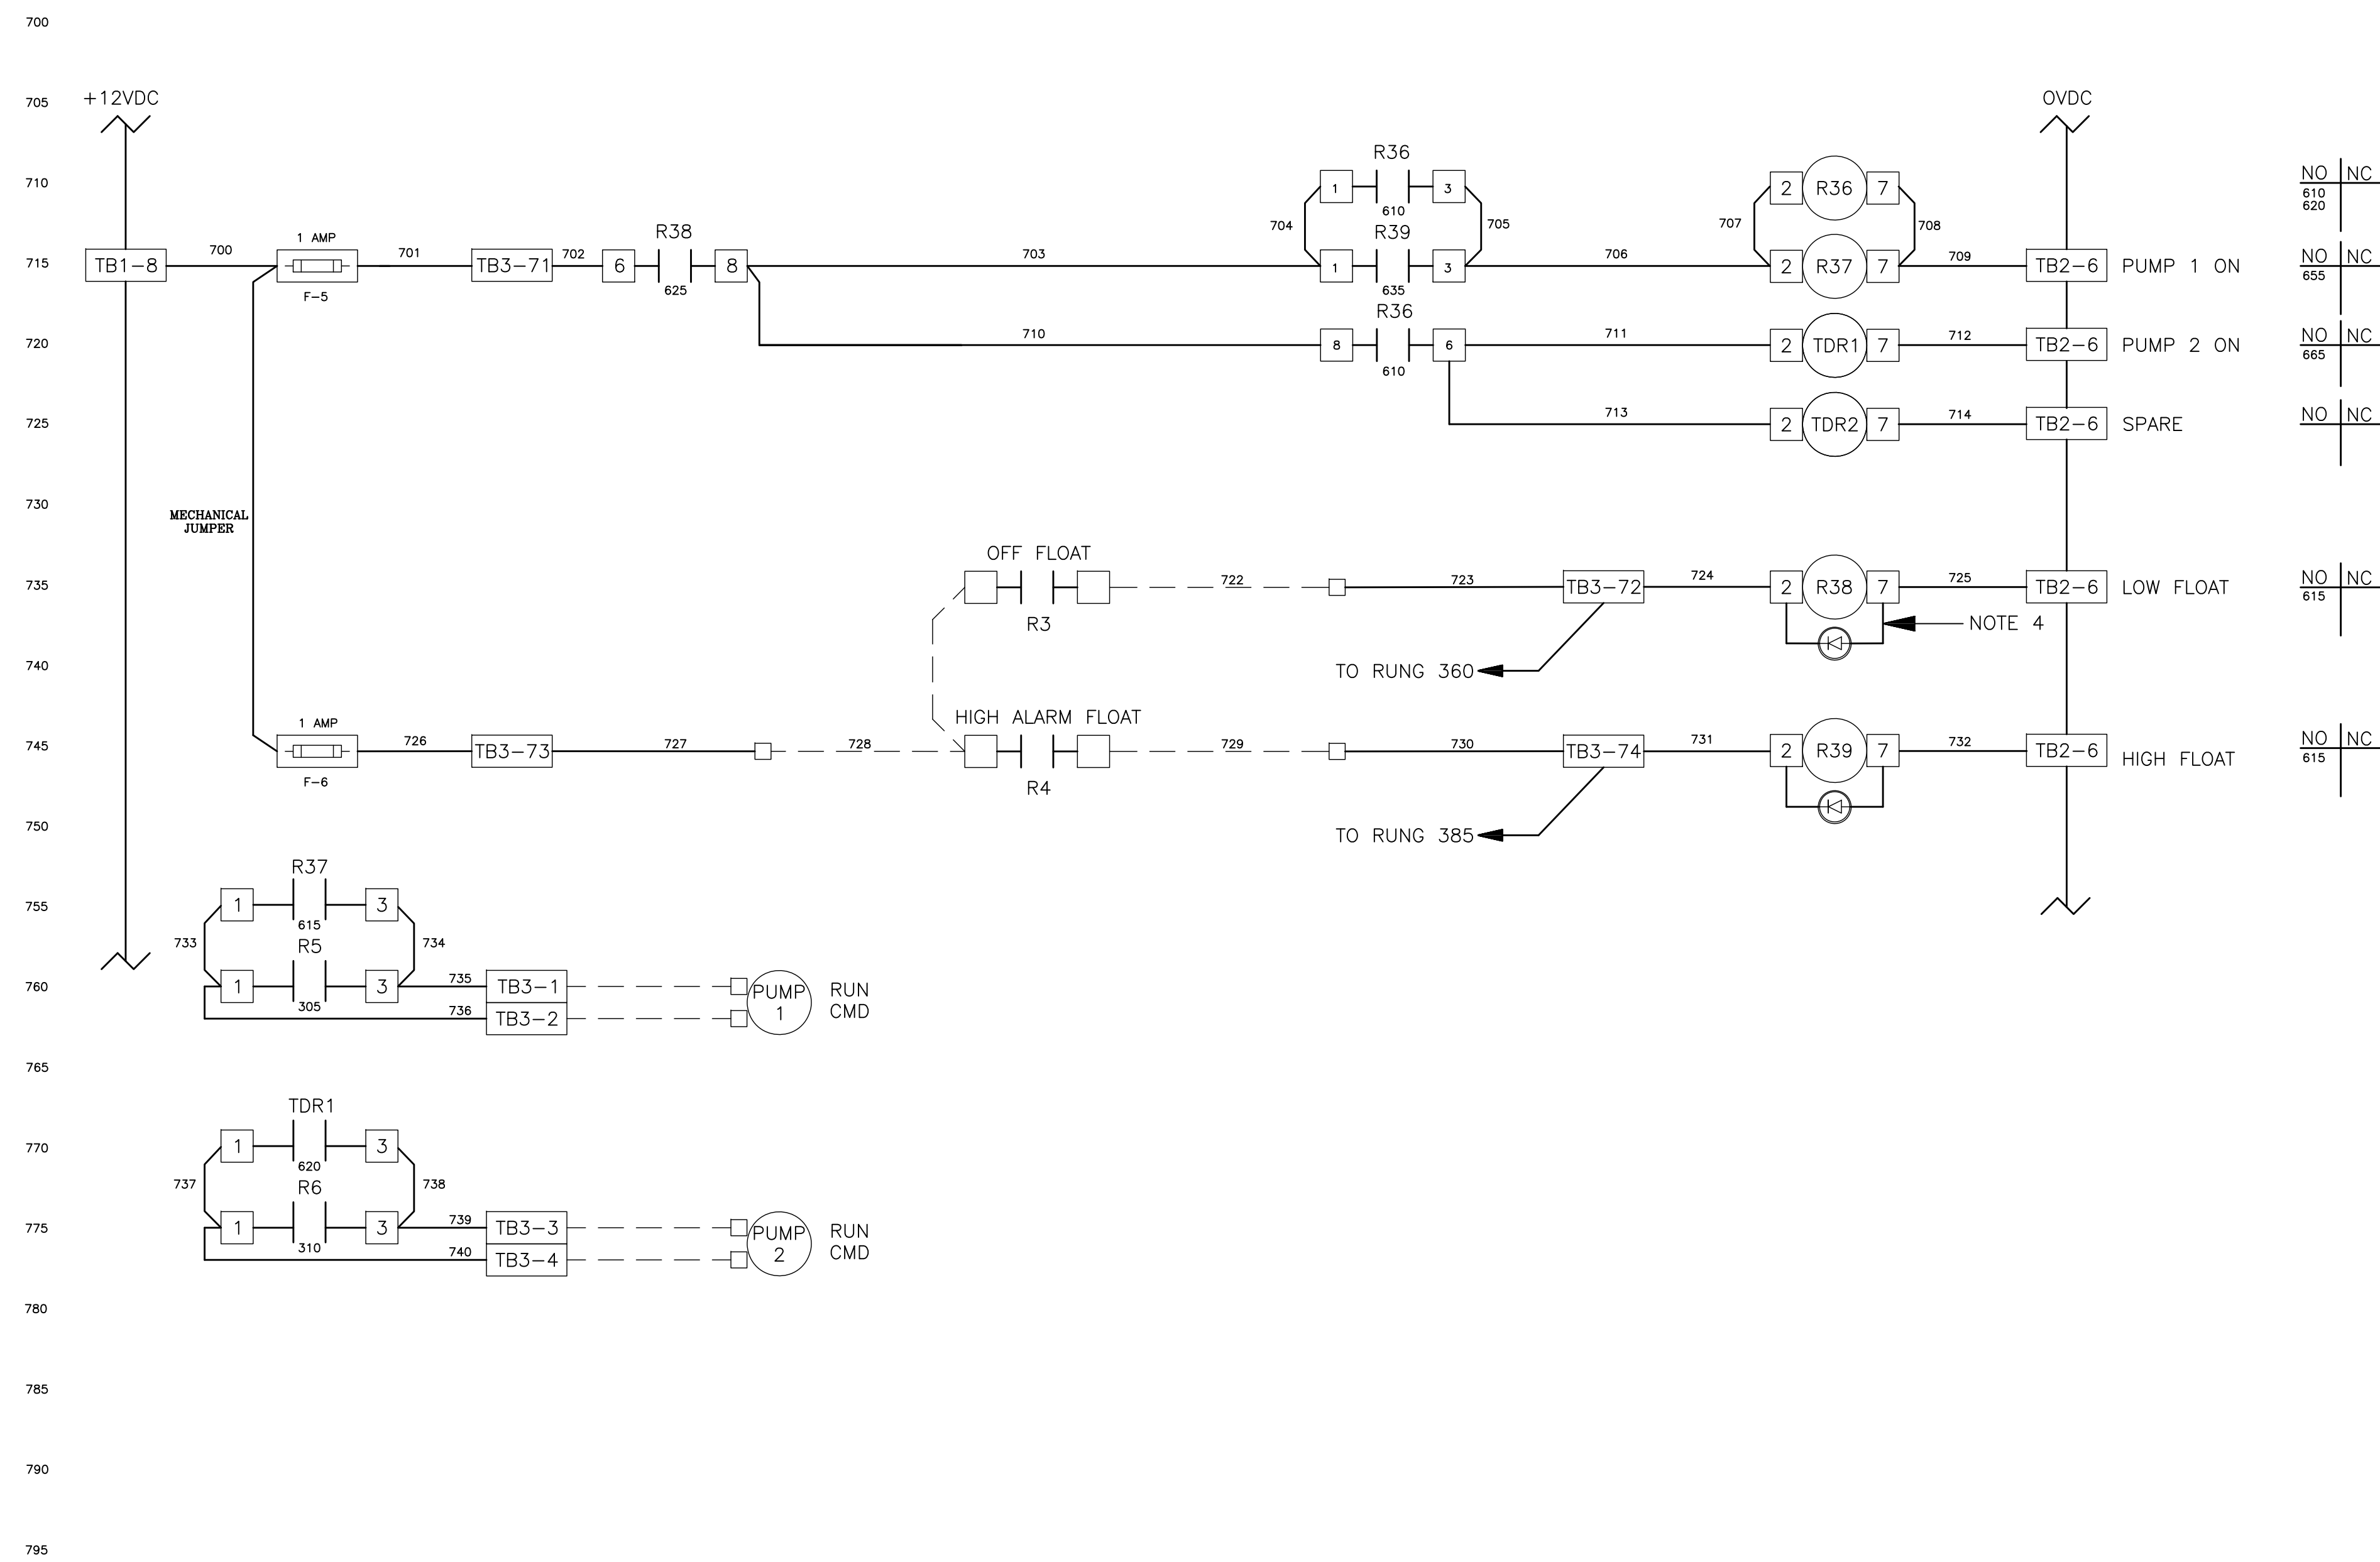 700
705
+12VDC
0VDC
R36
710
1
3
2
R36
7
NO
NC
610
620
610
704
705
707
708
R39
R38
1 AMP
715
TB1-8
700
701
TB3-71
702
6
8
703
1
3
706
2
R37
7
709
TB2-6
PUMP 1 ON
NO
NC
655
625
635
F-5
R36
720
710
8
6
711
2
TDR1
7
712
TB2-6
PUMP 2 ON
NO
NC
665
610
725
713
2
TDR2
7
714
TB2-6
SPARE
NO
NC
730
MECHANICAL
JUMPER
OFF FLOAT
735
722
723
TB3-72
724
2
R38
7
725
TB2-6
LOW FLOAT
NO
NC
615
R3
NOTE 4
740
TO RUNG 360
HIGH ALARM FLOAT
1 AMP
745
726
TB3-73
727
728
729
730
TB3-74
731
2
R39
7
732
TB2-6
HIGH FLOAT
NO
NC
615
F-6
R4
750
TO RUNG 385
R37
755
1
3
615
733
734
R5
760
1
3
735
TB3-1
305
736
TB3-2
PUMP
1
RUN
CMD
765
TDR1
770
1
3
620
737
738
R6
775
1
3
739
TB3-3
310
740
TB3-4
PUMP
2
RUN
CMD
780
785
790
795